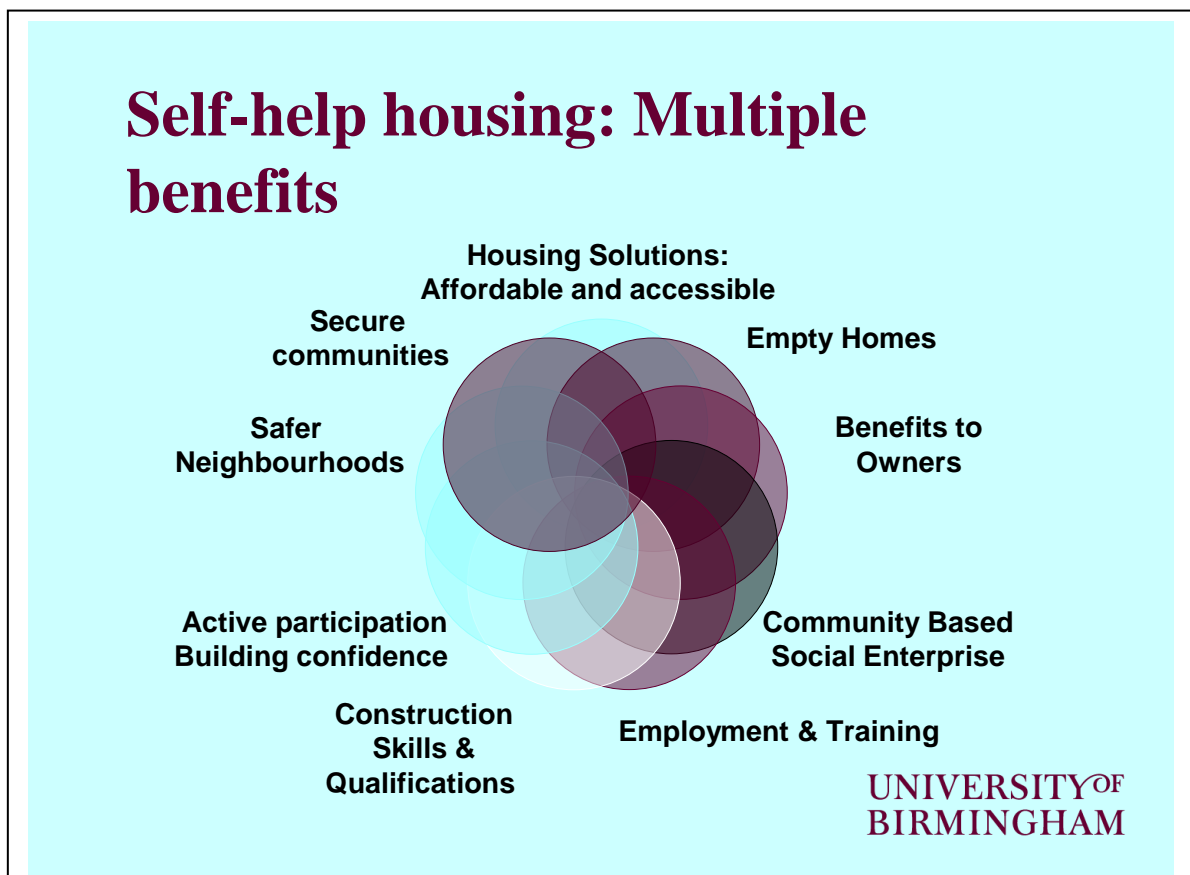 Self-help housing: Multiple
benefits
Housing Solutions:
Affordable and accessible
Secure
communities
Empty Homes
Safer
Neighbourhoods
Benefits to
Owners
Active participation
Building confidence
Community Based
Social Enterprise
Construction
Skills &
Qualifications
Employment & Training
UNIVERSITY OF
BIRMINGHAM